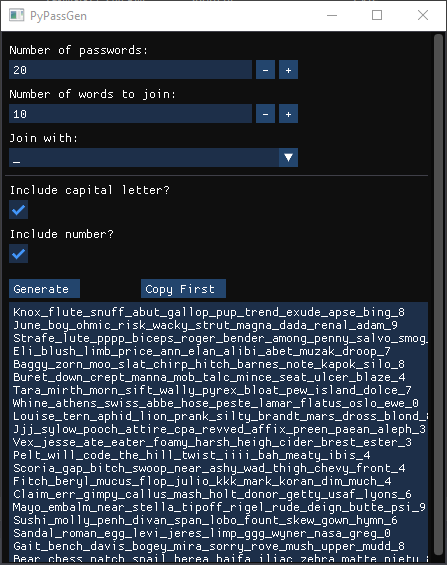 PyPassGen
Number of passwords:
20
- +
Number of words to join:
10
- +
Join with:
_
Include capital letter?
Include number?
Generate
Copy First
Knox_flute_snuff_abut_gallop_pup_trend_exude_apse_bing_8
June_boy_ohmic_risk_wacky_strut_magna_dada_renal_adam_9
Strafe_lute_pppp_biceps_roger_bender_among_penny_salvo_smog_
Eli_blush_limb_price_ann_elan_alibi_abet_muzak_droop_7
Baggy_zorn_moo_slat_chirp_hitch_barnes_note_kapok_silo_8
Buret_down_crept_manna_mob_talc_mince_seat_ulcer_blaze_4
Tara_mirth_morn_sift_wally_pyrex_bloat_pew_island_dolce_7
Whine_athens_swiss_abbe_hose_peste_lamar_flatus_oslo_ewe_0
Louise_tern_aphid_lion_prank_silty_brandt_mars_dross_blond_8
Jjj_sylow_pooch_attire_cpa_revved_affix_preen_paean_aleph_3
Vex_jesse_ate_eater_foamy_harsh_heigh_cider_brest_ester_3
Pelt_will_code_the_hill_twist_iiii_bah_meaty_ibis_4
Scoria_gap_bitch_swoop_near_ashy_wad_thigh_chevy_front_4
Fitch_beryl_mucus_flop_julio_kkk_mark_koran_dim_much_4
Claim_err_gimpy_callus_mash_holt_donor_getty_usaf_lyons_6
Mayo_embalm_near_stella_tipoff_rigel_rude_deign_butte_psi_9
Sushi_molly_penh_divan_span_lobo_fount_skew_gown_hymn_6
Sandal_roman_egg_levi_jeres_limp_ggg_wyner_nasa_greg_0
Gait_bench_davis_bogey_mira_sorry_rove_mush_upper_mudd_8
Bear_chess_natch_snail_herea_haifa_iliac_zebra_matte_pietu_8